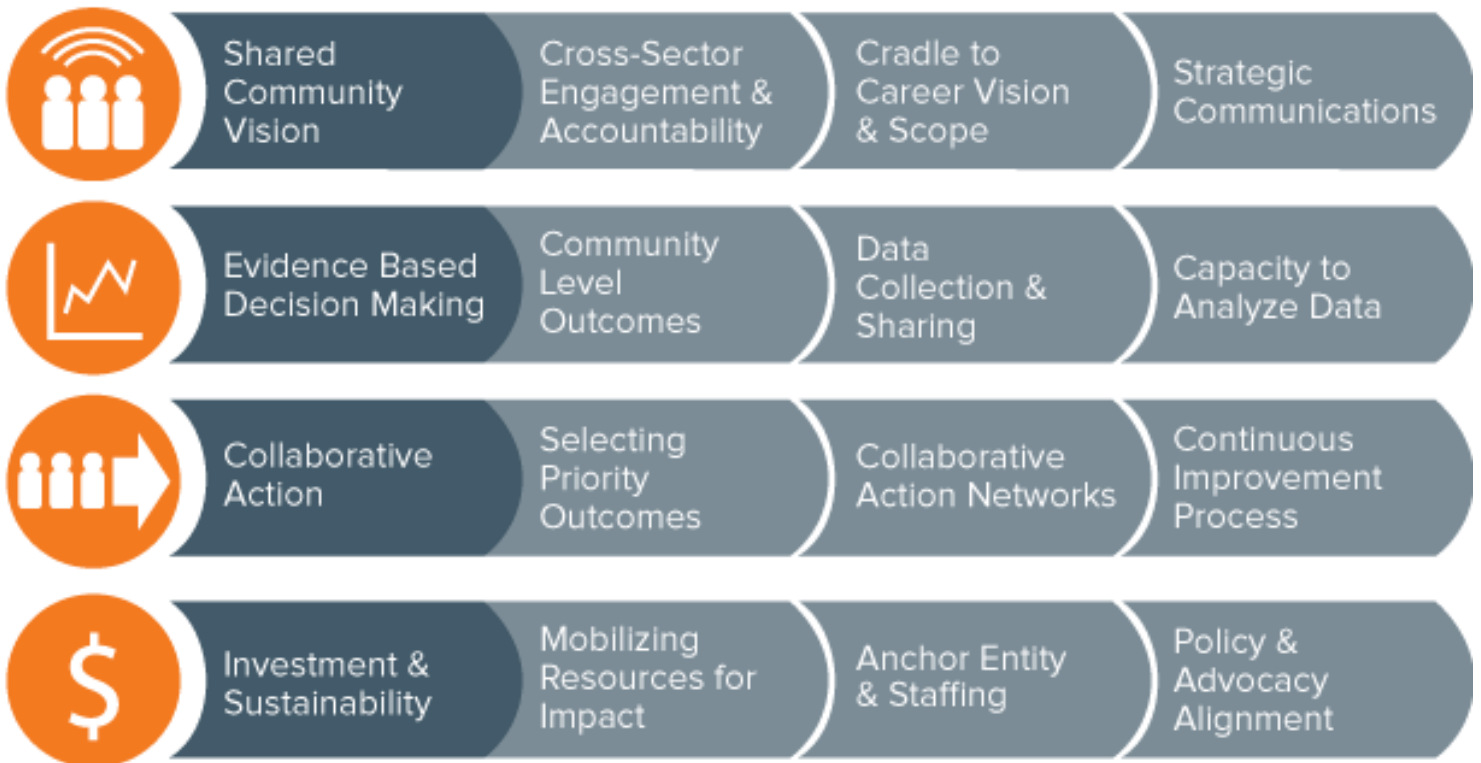 Shared
Community
Vision
Cross-Sector
Engagement &
Accountability
Cradle to
Career Vision
& Scope
Strategic
Communications
Evidence Based
Decision Making
Community
Level
Outcomes
Data
Collection &
Sharing
Capacity to
Analyze Data
Collaborative
Action
Selecting
Priority
Outcomes
Collaborative
Action Networks
Continuous
Improvement
Process
$
Investment &
Sustainability
Mobilizing
Resources for
Impact
Anchor Entity
& Staffing
Policy &
Advocacy
Alignment